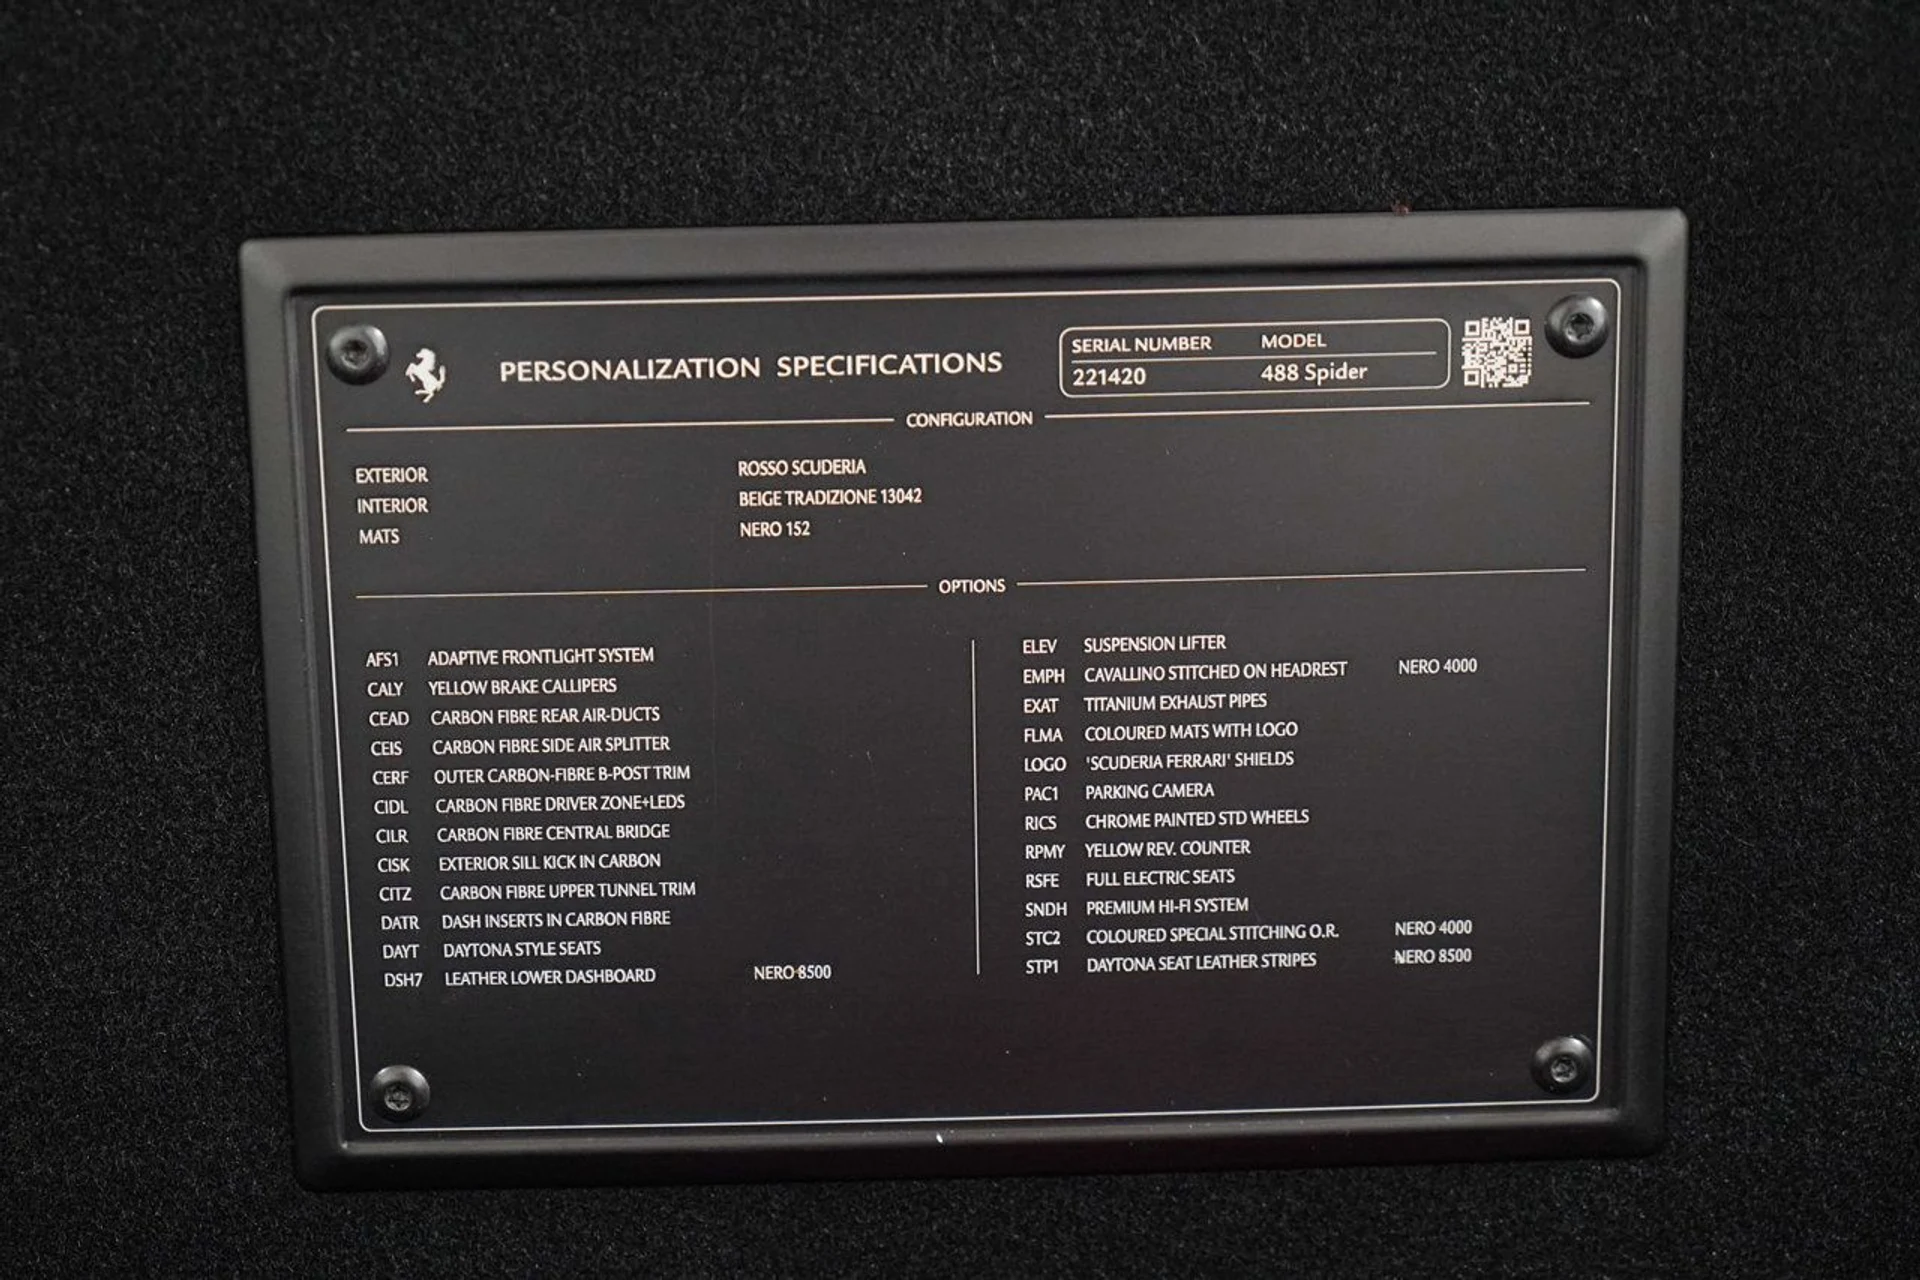 PERSONALIZATION SPECIFICATIONS
SERIAL NUMBER MODEL
221420 488 Spider
CONFIGURATION
EXTERIOR ROSSO SCUDERIA
INTERIOR BEIGE TRADIZIONE 13042
MATS NERO 152
OPTIONS
AFS1 ADAPTIVE FRONTLIGHT SYSTEM
CALY YELLOW BRAKE CALLIPERS
CEAD CARBON FIBRE REAR AIR-DUCTS
CEIS CARBON FIBRE SIDE AIR SPLITTER
CERF OUTER CARBON-FIBRE B-POST TRIM
CIDL CARBON FIBRE DRIVER ZONE+LEDS
CILR CARBON FIBRE CENTRAL BRIDGE
CISK EXTERIOR SILL KICK IN CARBON
CITZ CARBON FIBRE UPPER TUNNEL TRIM
DATR DASH INSERTS IN CARBON FIBRE
DAYT DAYTONA STYLE SEATS
DSH7 LEATHER LOWER DASHBOARD NERO 8500
ELEV SUSPENSION LIFTER
EMPH CAVALLINO STITCHED ON HEADREST NERO 4000
EXAT TITANIUM EXHAUST PIPES
FLMA COLOURED MATS WITH LOGO
LOGO 'SCUDERIA FERRARI' SHIELDS
PAC1 PARKING CAMERA
RICS CHROME PAINTED STD WHEELS
RPMY YELLOW REV. COUNTER
RSFE FULL ELECTRIC SEATS
SNDH PREMIUM HI-FI SYSTEM
STC2 COLOURED SPECIAL STITCHING O.R. NERO 4000
STP1 DAYTONA SEAT LEATHER STRIPES NERO 8500